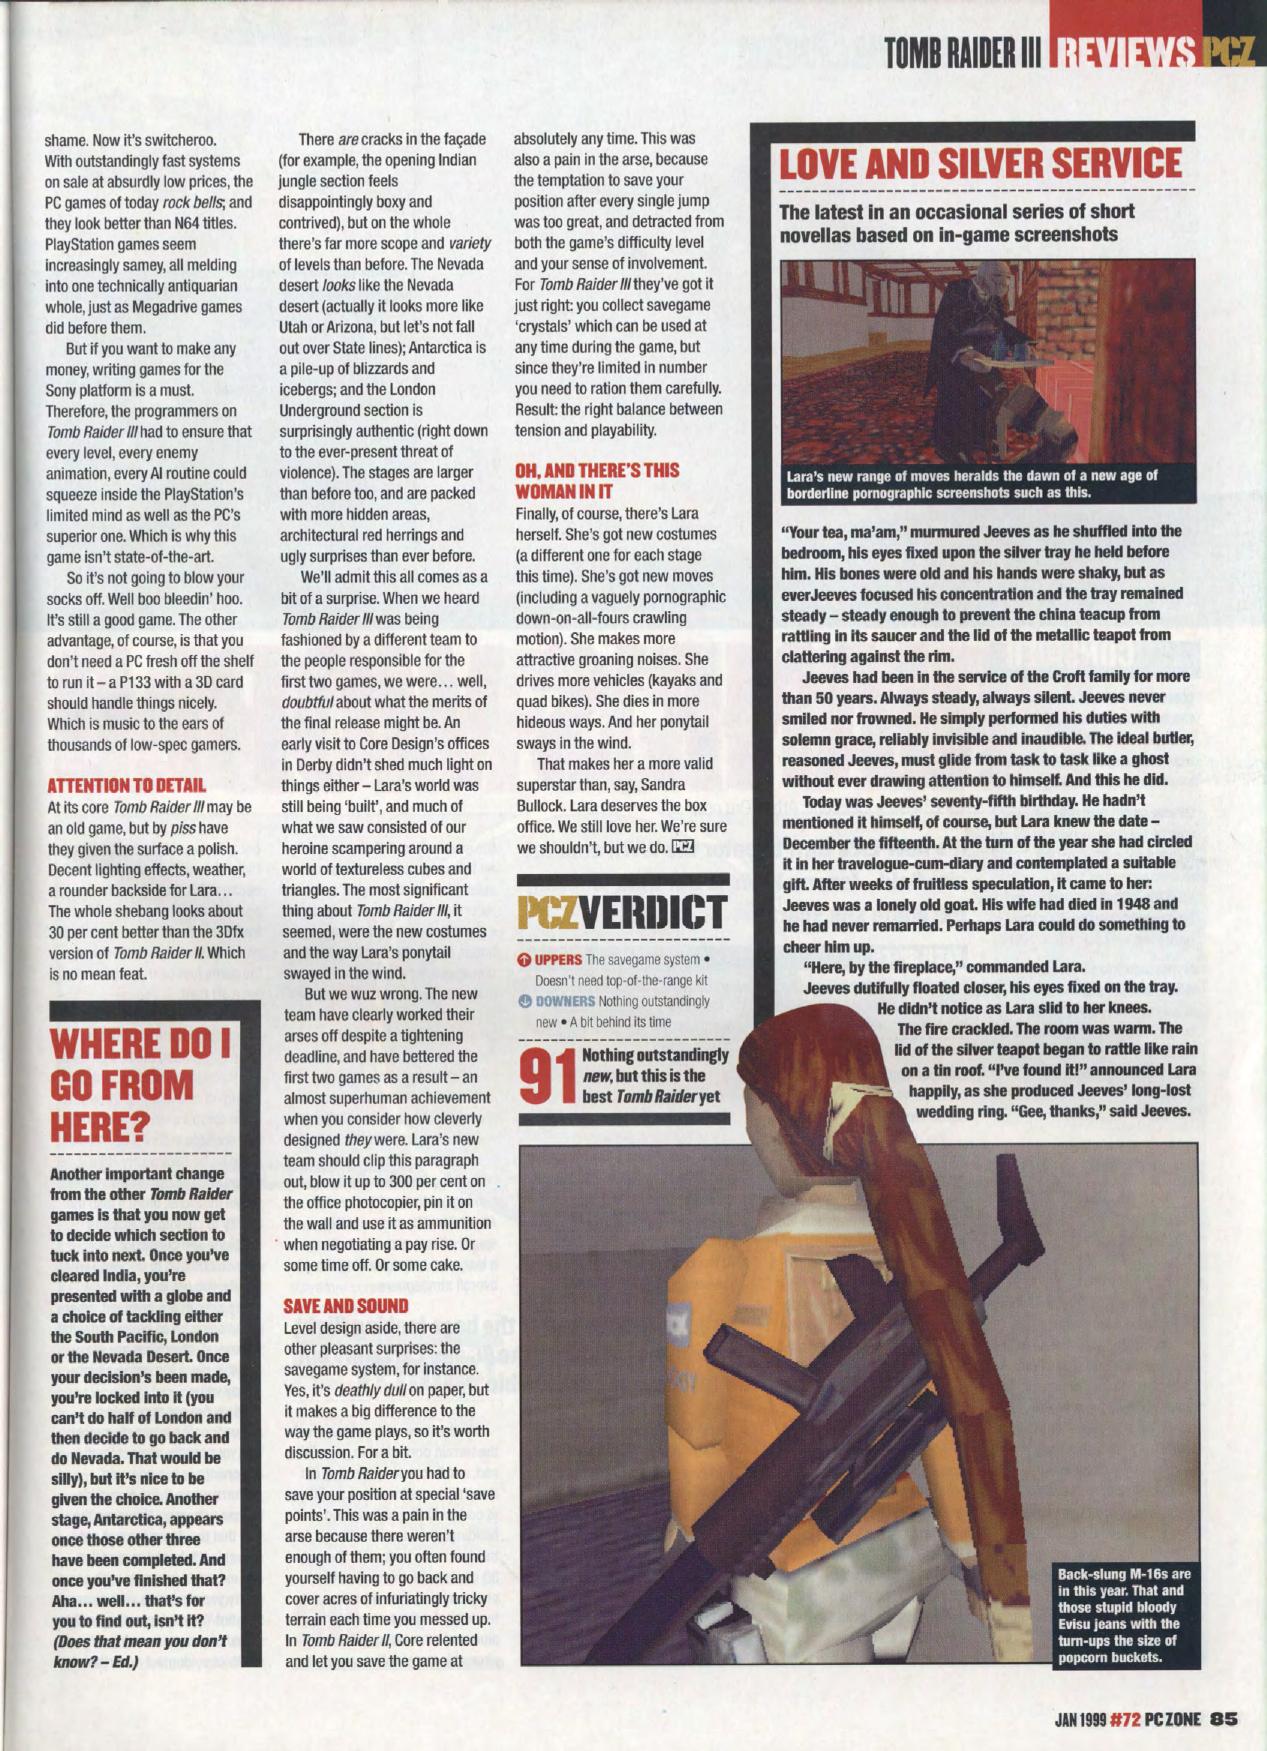 TOMB RAIDER III REVIEWS PCZ
shame. Now it's switcheroo.
With outstandingly fast systems
on sale at absurdly low prices, the
PC games of today rock bells; and
they look better than N64 titles.
PlayStation games seem
increasingly samey, all melding
into one technically antiquarian
whole, just as Megadrive games
did before them.
But if you want to make any
money, writing games for the
Sony platform is a must.
Therefore, the programmers on
Tomb Raider III had to ensure that
every level, every enemy
animation, every AI routine could
squeeze inside the PlayStation's
limited mind as well as the PC's
superior one. Which is why this
game isn't state-of-the-art.
So it's not going to blow your
socks off. Well boo bleedin' hoo.
It's still a good game. The other
advantage, of course, is that you
don't need a PC fresh off the shelf
to run it – a P133 with a 3D card
should handle things nicely.
Which is music to the ears of
thousands of low-spec gamers.
ATTENTION TO DETAIL
At its core Tomb Raider III may be
an old game, but by piss have
they given the surface a polish.
Decent lighting effects, weather,
a rounder backside for Lara...
The whole shebang looks about
30 per cent better than the 3Dfx
version of Tomb Raider II. Which
is no mean feat.
WHERE DO I
GO FROM
HERE?
Another important change
from the other Tomb Raider
games is that you now get
to decide which section to
tuck into next. Once you've
cleared India, you're
presented with a globe and
a choice of tackling either
the South Pacific, London
or the Nevada Desert. Once
your decision's been made,
you're locked into it (you
can't do half of London and
then decide to go back and
do Nevada. That would be
silly), but it's nice to be
given the choice. Another
stage, Antarctica, appears
once those other three
have been completed. And
once you've finished that?
Aha... well... that's for
you to find out, isn't it?
(Does that mean you don't
know? – Ed.)
There are cracks in the façade
(for example, the opening Indian
jungle section feels
disappointingly boxy and
contrived), but on the whole
there's far more scope and variety
of levels than before. The Nevada
desert looks like the Nevada
desert (actually it looks more like
Utah or Arizona, but let's not fall
out over State lines); Antarctica is
a pile-up of blizzards and
icebergs; and the London
Underground section is
surprisingly authentic (right down
to the ever-present threat of
violence). The stages are larger
than before too, and are packed
with more hidden areas,
architectural red herrings and
ugly surprises than ever before.
We'll admit this all comes as a
bit of a surprise. When we heard
Tomb Raider III was being
fashioned by a different team to
the people responsible for the
first two games, we were... well,
doubtful about what the merits of
the final release might be. An
early visit to Core Design's offices
in Derby didn't shed much light on
things either – Lara's world was
still being 'built', and much of
what we saw consisted of our
heroine scampering around a
world of textureless cubes and
triangles. The most significant
thing about Tomb Raider III, it
seemed, were the new costumes
and the way Lara's ponytail
swayed in the wind.
But we wuz wrong. The new
team have clearly worked their
arses off despite a tightening
deadline, and have bettered the
first two games as a result – an
almost superhuman achievement
when you consider how cleverly
designed they were. Lara's new
team should clip this paragraph
out, blow it up to 300 per cent on
the office photocopier, pin it on
the wall and use it as ammunition
when negotiating a pay rise. Or
some time off. Or some cake.
SAVE AND SOUND
Level design aside, there are
other pleasant surprises: the
savegame system, for instance.
Yes, it's deathly dull on paper, but
it makes a big difference to the
way the game plays, so it's worth
discussion. For a bit.
In Tomb Raider you had to
save your position at special 'save
points'. This was a pain in the
arse because there weren't
enough of them; you often found
yourself having to go back and
cover acres of infuriatingly tricky
terrain each time you messed up.
In Tomb Raider II, Core relented
and let you save the game at
absolutely any time. This was
also a pain in the arse, because
the temptation to save your
position after every single jump
was too great, and detracted from
both the game's difficulty level
and your sense of involvement.
For Tomb Raider III they've got it
just right: you collect savegame
'crystals' which can be used at
any time during the game, but
since they're limited in number
you need to ration them carefully.
Result: the right balance between
tension and playability.
OH, AND THERE'S THIS
WOMAN IN IT
Finally, of course, there's Lara
herself. She's got new costumes
(a different one for each stage
this time). She's got new moves
(including a vaguely pornographic
down-on-all-fours crawling
motion). She makes more
attractive groaning noises. She
drives more vehicles (kayaks and
quad bikes). She dies in more
hideous ways. And her ponytail
sways in the wind.
That makes her a more valid
superstar than, say, Sandra
Bullock. Lara deserves the box
office. We still love her. We're sure
we shouldn't, but we do. PCZ
PCZVERDICT
UPPERS The savegame system •
Doesn't need top-of-the-range kit
DOWNERS Nothing outstandingly
new • A bit behind its time
91 Nothing outstandingly
new, but this is the
best Tomb Raider yet
LOVE AND SILVER SERVICE
The latest in an occasional series of short
novellas based on in-game screenshots
Lara's new range of moves heralds the dawn of a new age of
borderline pornographic screenshots such as this.
"Your tea, ma'am," murmured Jeeves as he shuffled into the
bedroom, his eyes fixed upon the silver tray he held before
him. His bones were old and his hands were shaky, but as
everJeeves focused his concentration and the tray remained
steady – steady enough to prevent the china teacup from
rattling in its saucer and the lid of the metallic teapot from
clattering against the rim.
Jeeves had been in the service of the Croft family for more
than 50 years. Always steady, always silent. Jeeves never
smiled nor frowned. He simply performed his duties with
solemn grace, reliably invisible and inaudible. The ideal butler,
reasoned Jeeves, must glide from task to task like a ghost
without ever drawing attention to himself. And this he did.
Today was Jeeves' seventy-fifth birthday. He hadn't
mentioned it himself, of course, but Lara knew the date –
December the fifteenth. At the turn of the year she had circled
it in her travelogue-cum-diary and contemplated a suitable
gift. After weeks of fruitless speculation, it came to her:
Jeeves was a lonely old goat. His wife had died in 1948 and
he had never remarried. Perhaps Lara could do something to
cheer him up.
"Here, by the fireplace," commanded Lara.
Jeeves dutifully floated closer, his eyes fixed on the tray.
He didn't notice as Lara slid to her knees.
The fire crackled. The room was warm. The
lid of the silver teapot began to rattle like rain
on a tin roof. "I've found it!" announced Lara
happily, as she produced Jeeves' long-lost
wedding ring. "Gee, thanks," said Jeeves.
Back-slung M-16s are
in this year. That and
those stupid bloody
Evisu jeans with the
turn-ups the size of
popcorn buckets.
JAN 1999 #72 PC ZONE 85